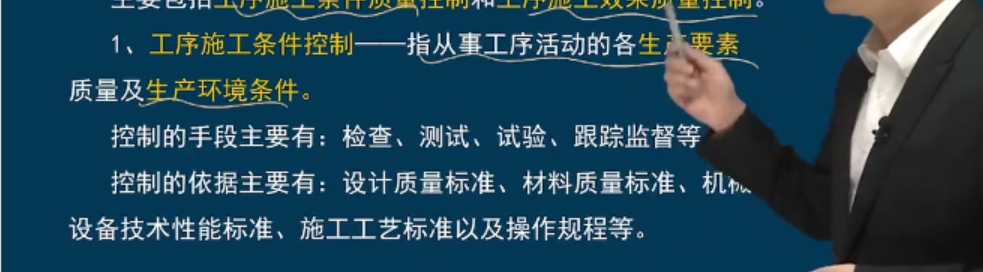 主要包括工序施工条件质量控制和工序施工效果质量控制。
1、工序施工条件控制——指从事工序活动的各生产要素
质量及生产环境条件。
控制的手段主要有：检查、测试、试验、跟踪监督等
控制的依据主要有：设计质量标准、材料质量标准、机械
设备技术性能标准、施工工艺标准以及操作规程等。